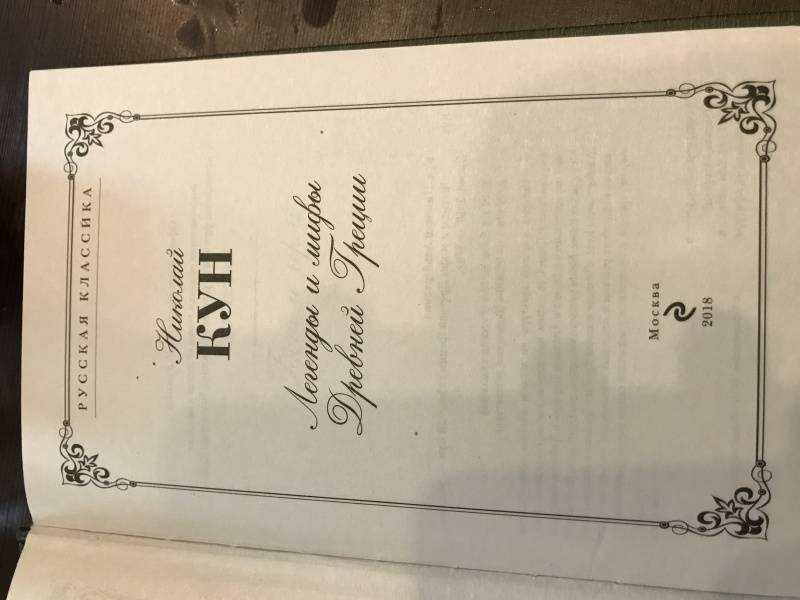 РУССКАЯ КЛАССИКА
Николай
КУН
Легенды и мифы
Древней Греции
Москва
2018